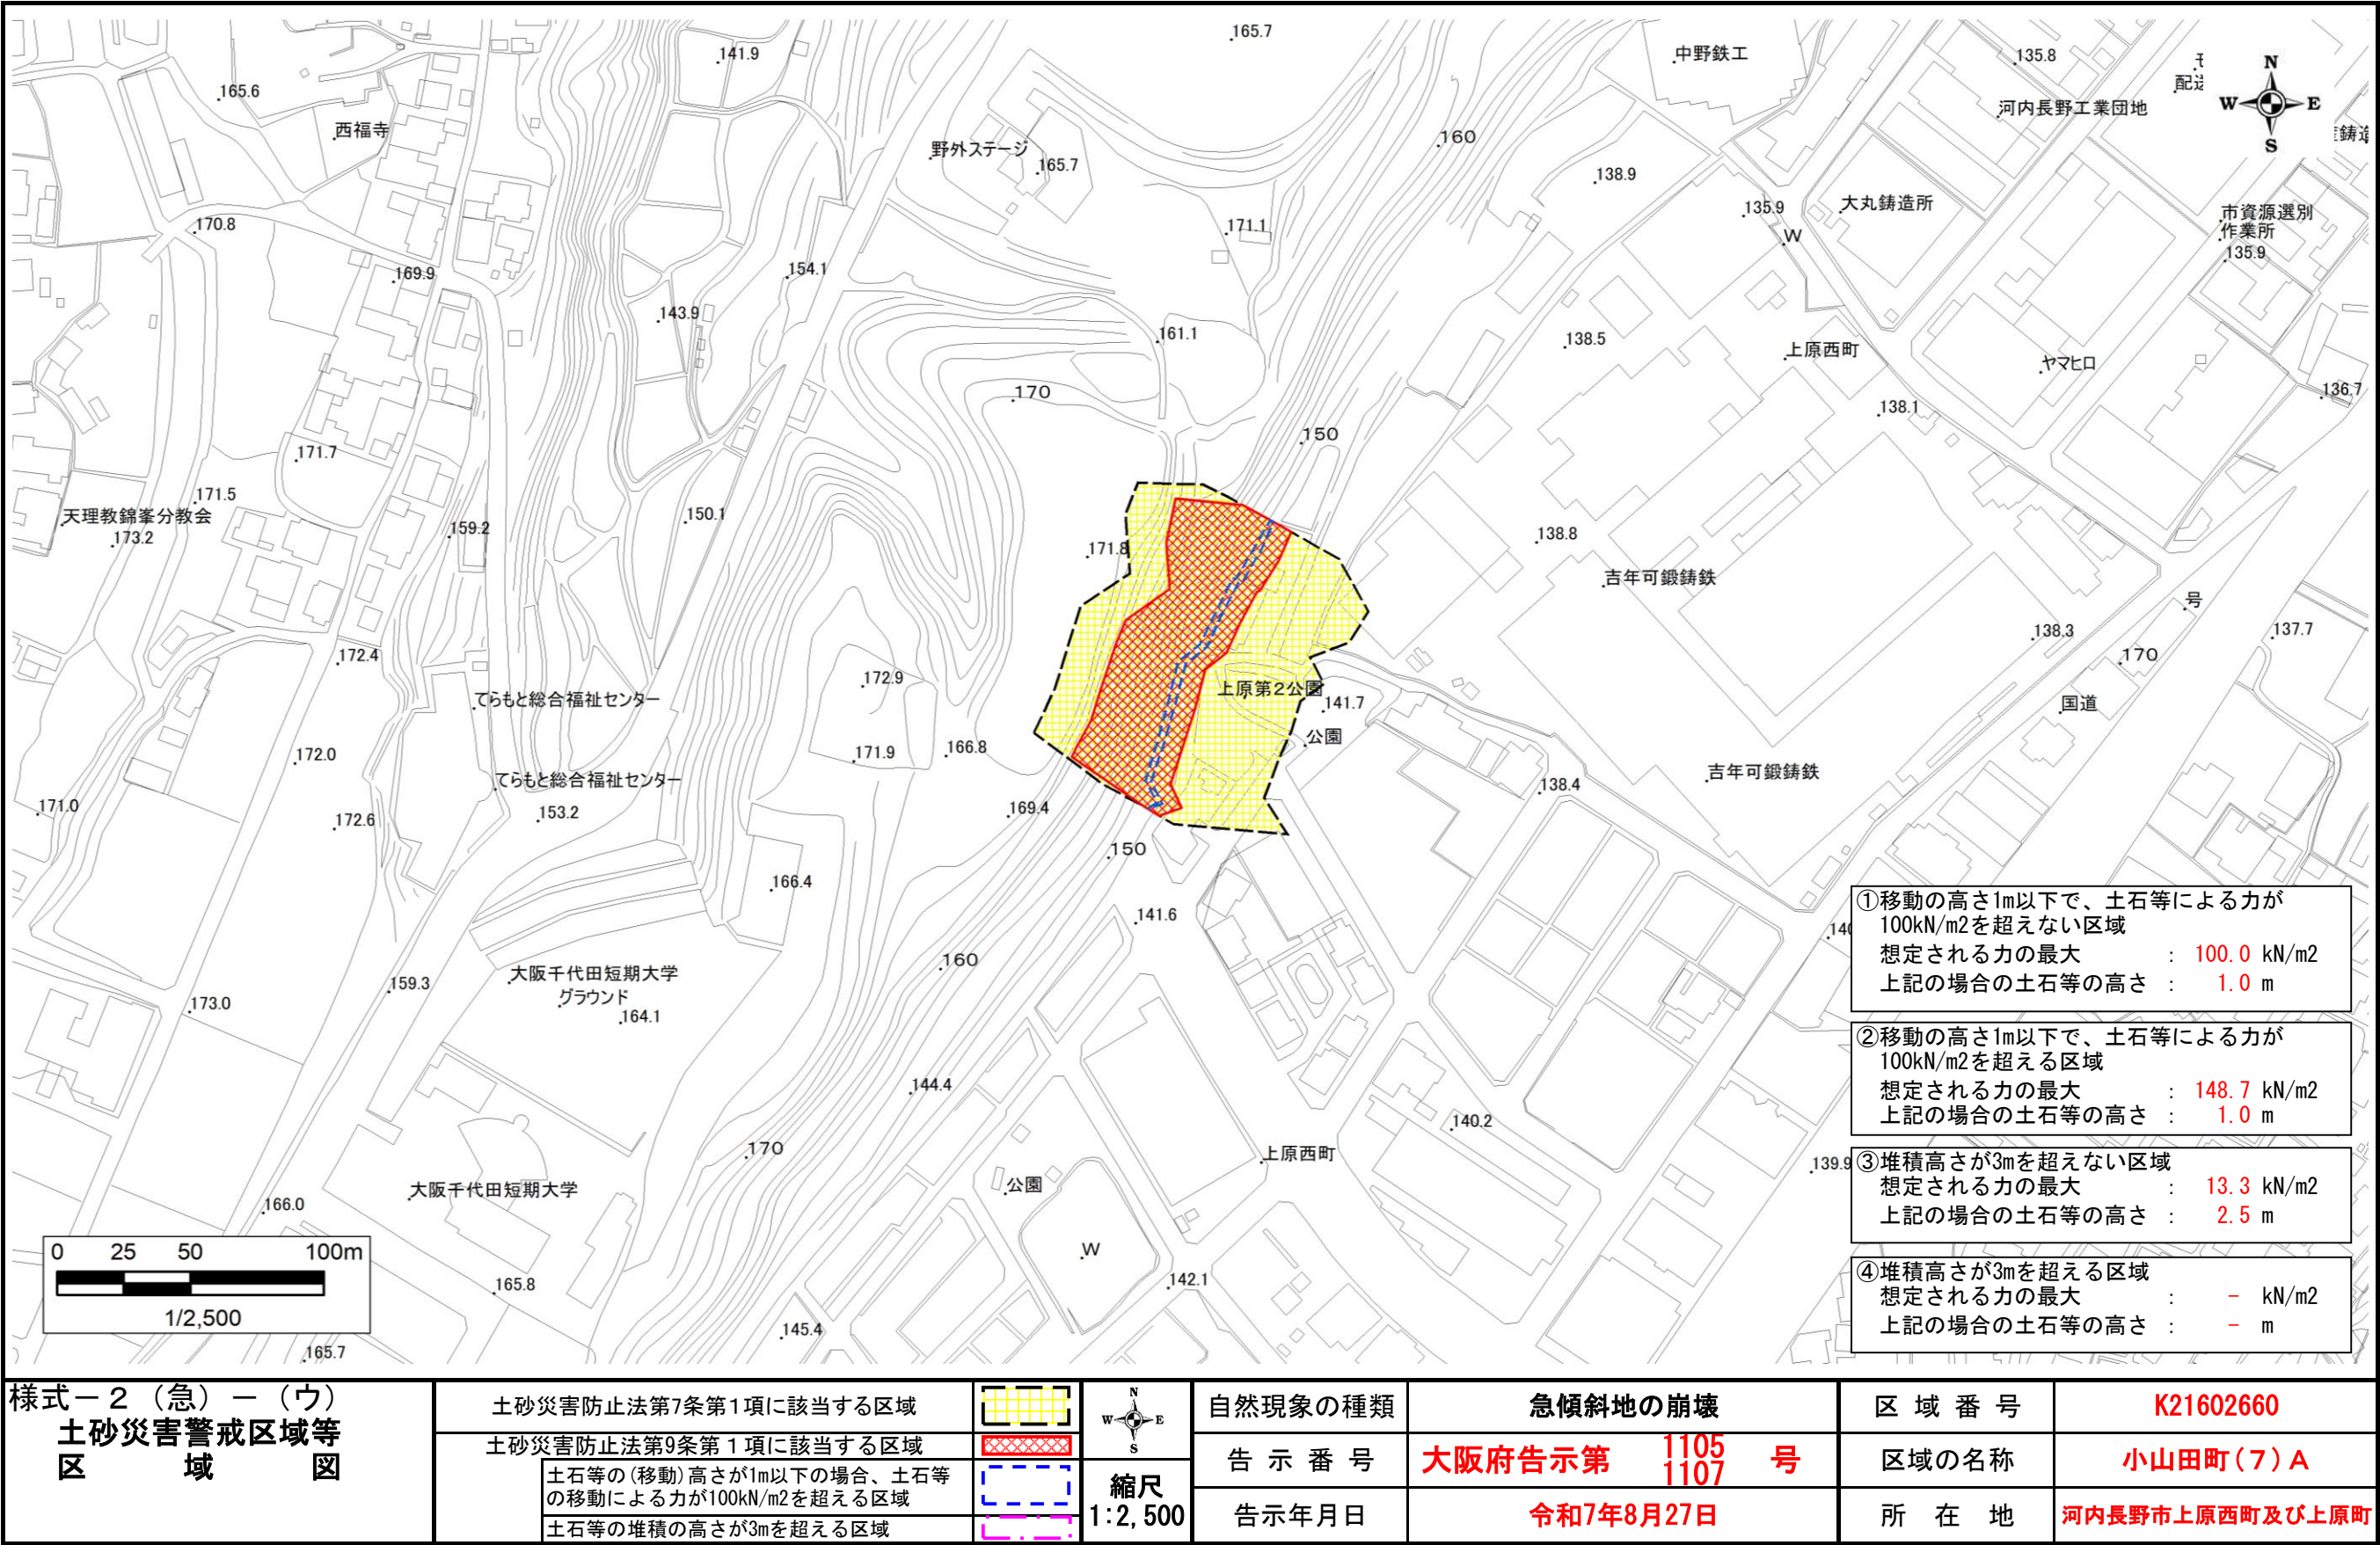 165.7
141.9
中野鉄工
135.8
配送
N
W E
S
165.6
河内長野工業団地
西福寺
160
野外ステージ
165.7
138.9
大丸鋳造所
135.9
市資源選別
作業所
135.9
170.8
171.1
W
169.9
154.1
143.9
161.1
138.5
上原西町
ヤマヒロ
136.7
170
138.1
150
171.7
171.5
天理教錦峯分教会
173.2
159.2
150.1
171.8
138.8
吉年可鍛鋳鉄
号
137.7
138.3
170
172.4
172.9
上原第2公園
141.7
国道
てらもと総合福祉センター
公園
172.0
171.9
166.8
てらもと総合福祉センター
153.2
吉年可鍛鋳鉄
138.4
171.0
172.6
169.4
150
166.4
141.6
160
大阪千代田短期大学
グラウンド
164.1
159.3
173.0
144.4
140.2
170
上原西町
139.9
大阪千代田短期大学
公園
166.0
W
142.1
165.8
145.4
165.7
0 25 50 100m
1/2,500
①移動の高さ1m以下で、土石等による力が
100kN/m2を超えない区域
想定される力の最大 : 100.0 kN/m2
上記の場合の土石等の高さ : 1.0 m
②移動の高さ1m以下で、土石等による力が
100kN/m2を超える区域
想定される力の最大 : 148.7 kN/m2
上記の場合の土石等の高さ : 1.0 m
③堆積高さが3mを超えない区域
想定される力の最大 : 13.3 kN/m2
上記の場合の土石等の高さ : 2.5 m
④堆積高さが3mを超える区域
想定される力の最大 : - kN/m2
上記の場合の土石等の高さ : - m
様式-2(急)-(ウ)
土砂災害警戒区域等
区域図
土砂災害防止法第7条第1項に該当する区域
土砂災害防止法第9条第1項に該当する区域
土石等の(移動)高さが1m以下の場合、土石等
の移動による力が100kN/m2を超える区域
土石等の堆積の高さが3mを超える区域
N
W E
S
縮尺
1:2,500
自然現象の種類 急傾斜地の崩壊
告示番号 大阪府告示第 1105 1107 号
告示年月日 令和7年8月27日
区域番号 K21602660
区域の名称 小山田町(7)A
所在地 河内長野市上原西町及び上原町